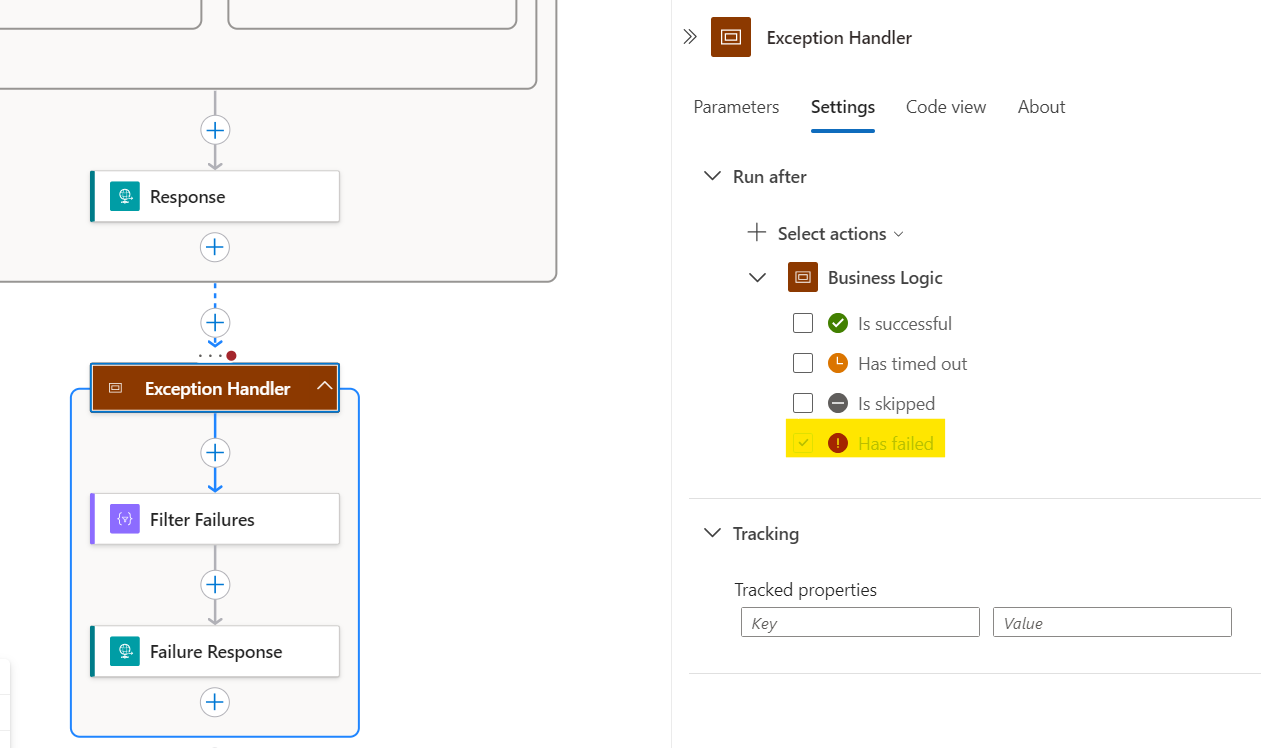 Response
Exception Handler
Filter Failures
Failure Response
Exception Handler
Parameters Settings Code view About
Run after
Select actions
Business Logic
Is successful
Has timed out
Is skipped
Has failed
Tracking
Tracked properties
Key Value